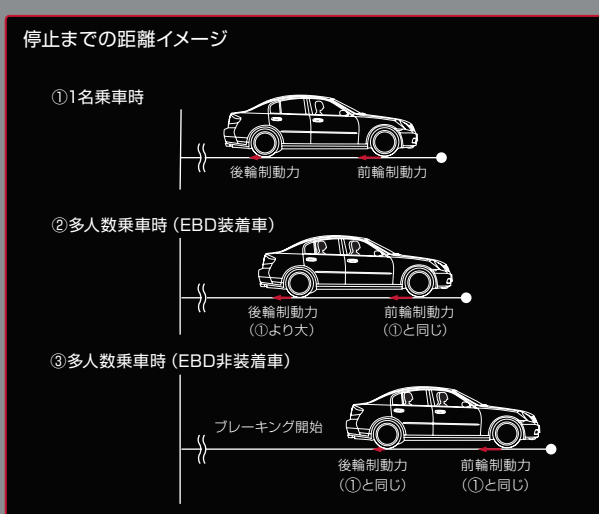 停止までの距離イメージ
①1名乗車時
後輪制動力
前輪制動力
②多人数乗車時（EBD装着車）
後輪制動力
（①より大）
前輪制動力
（①と同じ）
③多人数乗車時（EBD非装着車）
ブレーキング開始
後輪制動力
（①と同じ）
前輪制動力
（①と同じ）